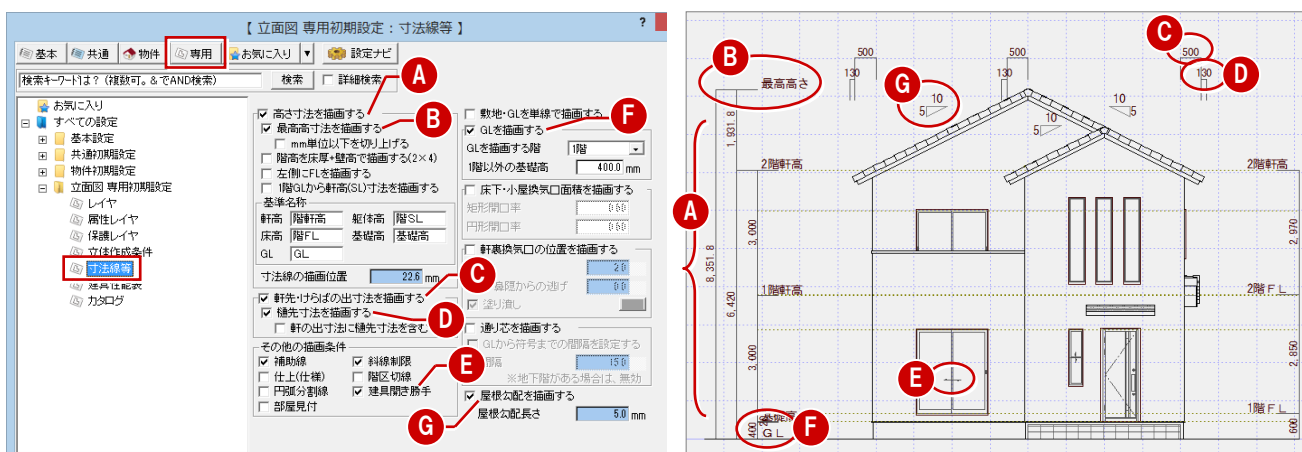 【 立面図 専用初期設定：寸法線等 】
?
基本 共通 物件 専用 お気に入り ▼ 設定ナビ
検索キーワードは？（複数可。& でAND検索） 検索 詳細検索
お気に入り
すべての設定
基本設定
共通初期設定
物件初期設定
立面図 専用初期設定
レイヤ
属性レイヤ
保護レイヤ
立体作成条件
寸法線等
建具性能表
カタログ
高さ寸法を描画する
最高高寸法を描画する
mm単位以下を切り上げる
階高を床厚+壁高で描画する(2×4)
左側にFLを描画する
1階GLから軒高(SL)寸法を描画する
基準名称
軒高 階軒高 躯体高 階SL
床高 階FL 基礎高 基礎高
GL GL
寸法線の描画位置 22.6 mm
軒先・けらばの出寸法を描画する
樋先寸法を描画する
軒の出寸法に樋先寸法を含む
その他の描画条件
補助線 斜線制限
仕上(仕様) 階区切線
円弧分割線 建具開き勝手
部屋見付
敷地・GLを単線で描画する
GLを描画する
GLを描画する階 1階
1階以外の基礎高 400.0 mm
床下・小屋換気口面積を描画する
矩形開口率 0.60
円形開口率 0.60
軒裏換気口の位置を描画する
2.0
鼻隠からの逃げ 0.0
塗り潰し
通り芯を描画する
GLから符号までの間隔を設定する
間隔 15.0
※地下階がある場合は、無効
屋根勾配を描画する
屋根勾配長さ 5.0 mm
A
B
C
D
E
F
G
500 500 500
130 130 130
B
C
D
G
最高高さ
10 10
5 5
10
5
1,931.8
2階軒高 2階軒高
A
3,000
2,970
8,351.8
6,420
1階軒高 2階ＦＬ
3,000
2,850
E
F
1階ＦＬ
400
ＧＬ
600